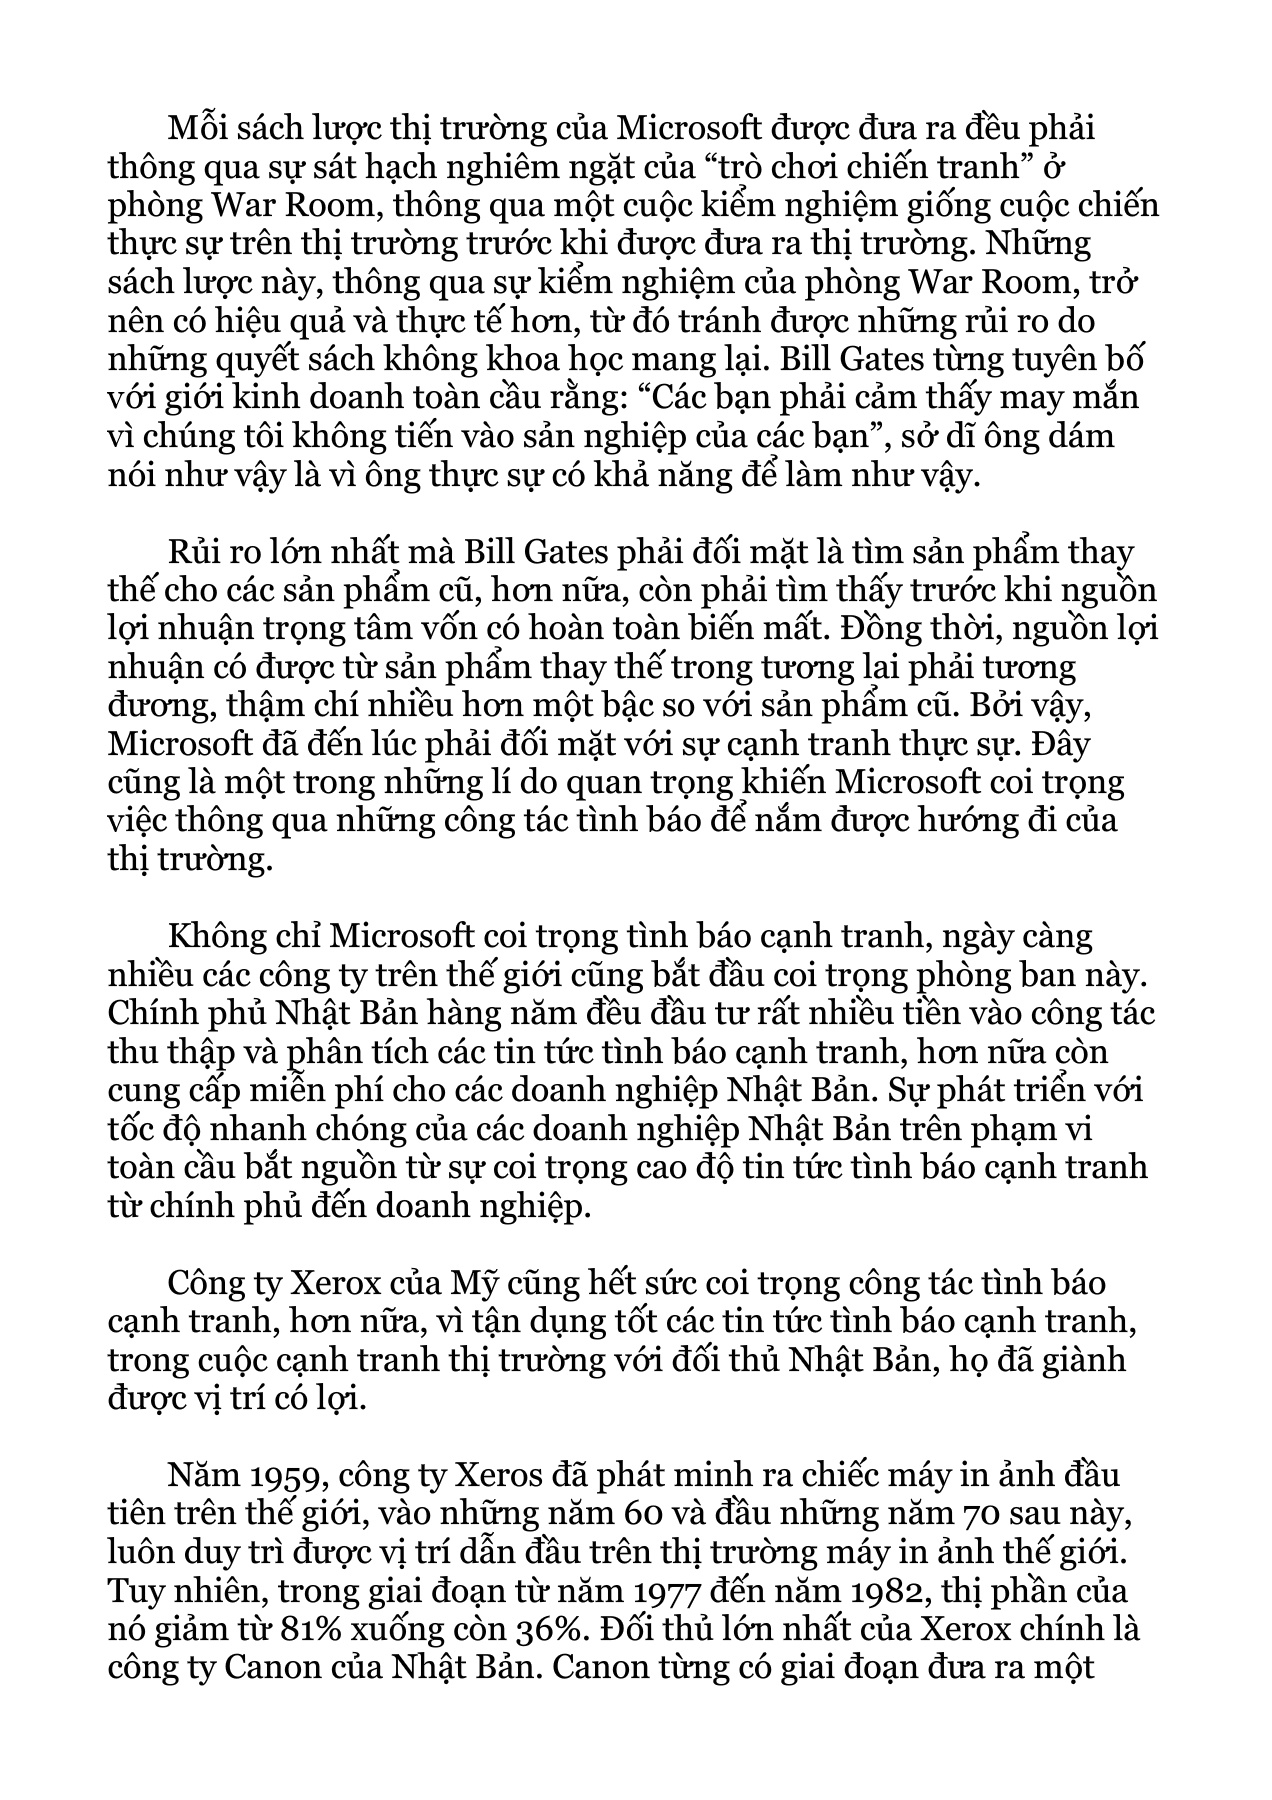 Mỗi sách lược thị trường của Microsoft được đưa ra đều phải
thông qua sự sát hạch nghiêm ngặt của “trò chơi chiến tranh” ở
phòng War Room, thông qua một cuộc kiểm nghiệm giống cuộc chiến
thực sự trên thị trường trước khi được đưa ra thị trường. Những
sách lược này, thông qua sự kiểm nghiệm của phòng War Room, trở
nên có hiệu quả và thực tế hơn, từ đó tránh được những rủi ro do
những quyết sách không khoa học mang lại. Bill Gates từng tuyên bố
với giới kinh doanh toàn cầu rằng: “Các bạn phải cảm thấy may mắn
vì chúng tôi không tiến vào sản nghiệp của các bạn”, sở dĩ ông dám
nói như vậy là vì ông thực sự có khả năng để làm như vậy.
Rủi ro lớn nhất mà Bill Gates phải đối mặt là tìm sản phẩm thay
thế cho các sản phẩm cũ, hơn nữa, còn phải tìm thấy trước khi nguồn
lợi nhuận trọng tâm vốn có hoàn toàn biến mất. Đồng thời, nguồn lợi
nhuận có được từ sản phẩm thay thế trong tương lai phải tương
đương, thậm chí nhiều hơn một bậc so với sản phẩm cũ. Bởi vậy,
Microsoft đã đến lúc phải đối mặt với sự cạnh tranh thực sự. Đây
cũng là một trong những lí do quan trọng khiến Microsoft coi trọng
việc thông qua những công tác tình báo để nắm được hướng đi của
thị trường.
Không chỉ Microsoft coi trọng tình báo cạnh tranh, ngày càng
nhiều các công ty trên thế giới cũng bắt đầu coi trọng phòng ban này.
Chính phủ Nhật Bản hàng năm đều đầu tư rất nhiều tiền vào công tác
thu thập và phân tích các tin tức tình báo cạnh tranh, hơn nữa còn
cung cấp miễn phí cho các doanh nghiệp Nhật Bản. Sự phát triển với
tốc độ nhanh chóng của các doanh nghiệp Nhật Bản trên phạm vi
toàn cầu bắt nguồn từ sự coi trọng cao độ tin tức tình báo cạnh tranh
từ chính phủ đến doanh nghiệp.
Công ty Xerox của Mỹ cũng hết sức coi trọng công tác tình báo
cạnh tranh, hơn nữa, vì tận dụng tốt các tin tức tình báo cạnh tranh,
trong cuộc cạnh tranh thị trường với đối thủ Nhật Bản, họ đã giành
được vị trí có lợi.
Năm 1959, công ty Xeros đã phát minh ra chiếc máy in ảnh đầu
tiên trên thế giới, vào những năm 60 và đầu những năm 70 sau này,
luôn duy trì được vị trí dẫn đầu trên thị trường máy in ảnh thế giới.
Tuy nhiên, trong giai đoạn từ năm 1977 đến năm 1982, thị phần của
nó giảm từ 81% xuống còn 36%. Đối thủ lớn nhất của Xerox chính là
công ty Canon của Nhật Bản. Canon từng có giai đoạn đưa ra một